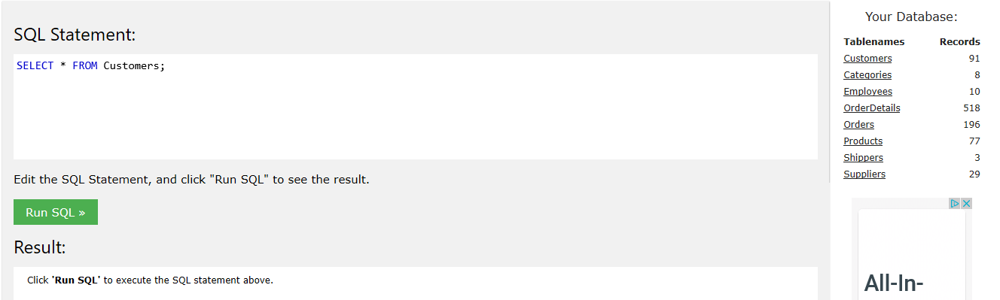 SQL Statement:
SELECT * FROM Customers;
Edit the SQL Statement, and click "Run SQL" to see the result.
Run SQL »
Result:
Click 'Run SQL' to execute the SQL statement above.
Your Database:
Tablenames Records
Customers 91
Categories 8
Employees 10
OrderDetails 518
Orders 196
Products 77
Shippers 3
Suppliers 29
All-In-